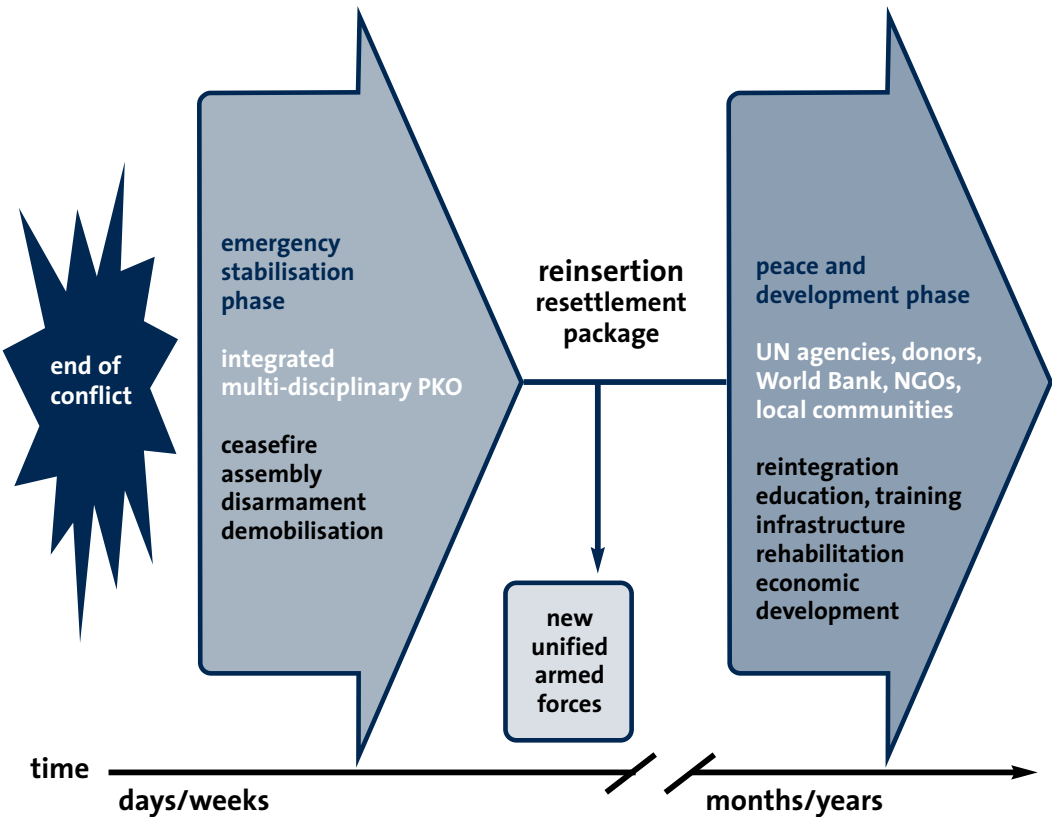 end of
conflict
emergency
stabilisation
phase
integrated
multi-disciplinary PKO
ceasefire
assembly
disarmament
demobilisation
reinsertion
resettlement
package
new
unified
armed
forces
peace and
development phase
UN agencies, donors,
World Bank, NGOs,
local communities
reintegration
education, training
infrastructure
rehabilitation
economic
development
time
days/weeks
months/years